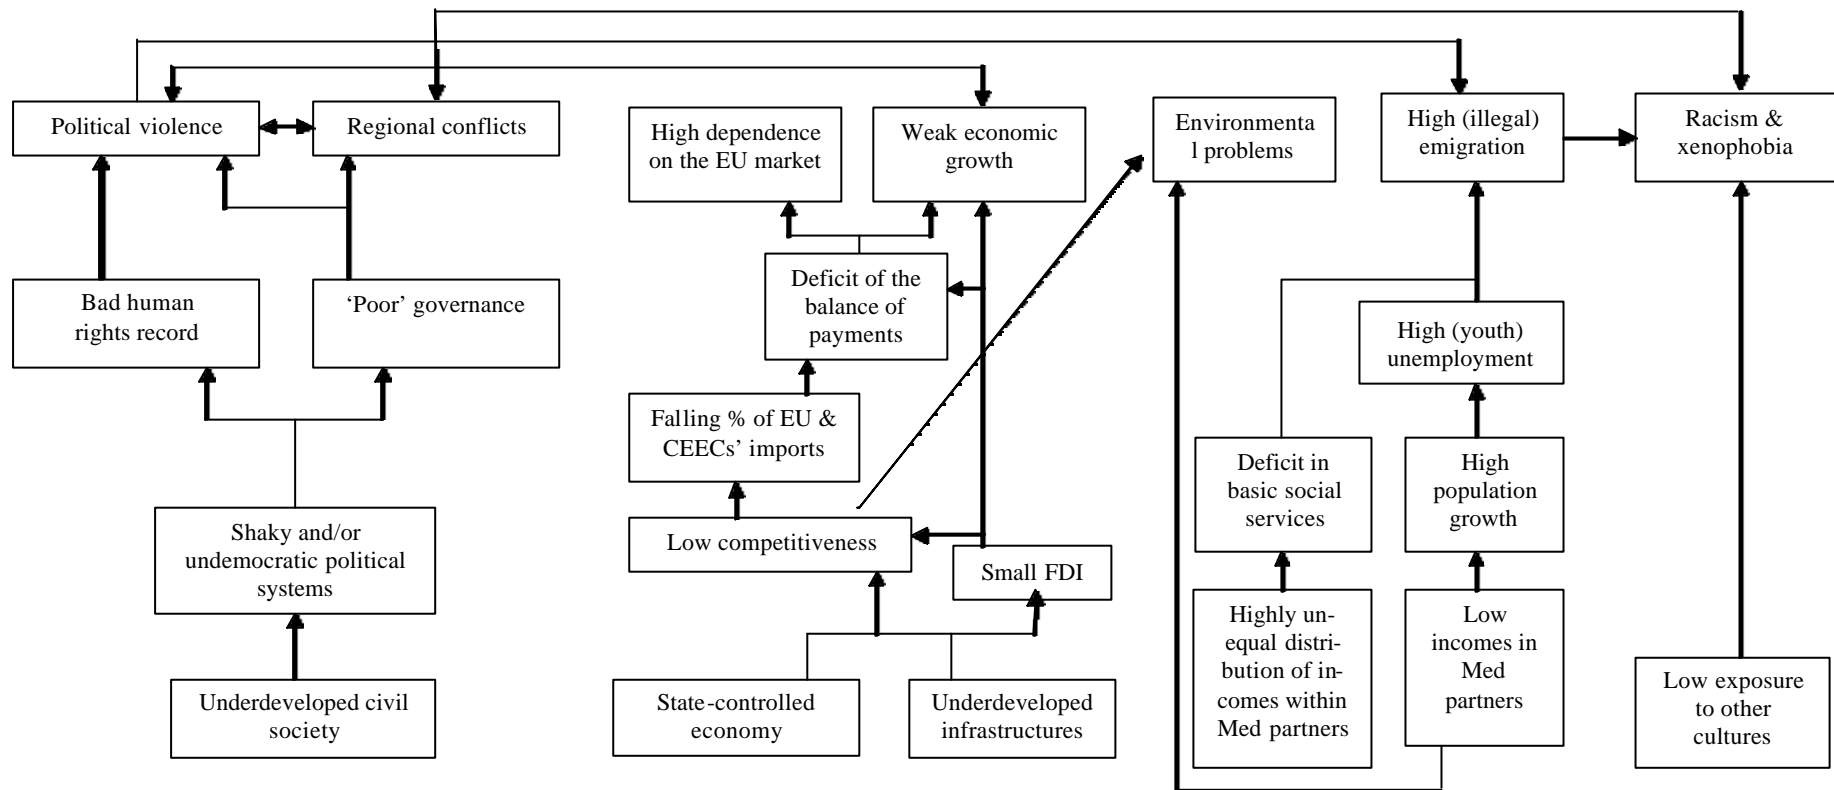 Political violence
Regional conflicts
High dependence
on the EU market
Weak economic
growth
Environmenta
l problems
High (illegal)
emigration
Racism &
xenophobia
Bad human
rights record
‘Poor’ governance
Deficit of the
balance of
payments
High (youth)
unemployment
Falling % of EU &
CEECs’ imports
Deficit in
basic social
services
High
population
growth
Shaky and/or
undemocratic political
systems
Low competitiveness
Small FDI
Highly un-
equal distri-
bution of in-
comes within
Med partners
Low
incomes in
Med
partners
Underdeveloped civil
society
State-controlled
economy
Underdeveloped
infrastructures
Low exposure
to other
cultures